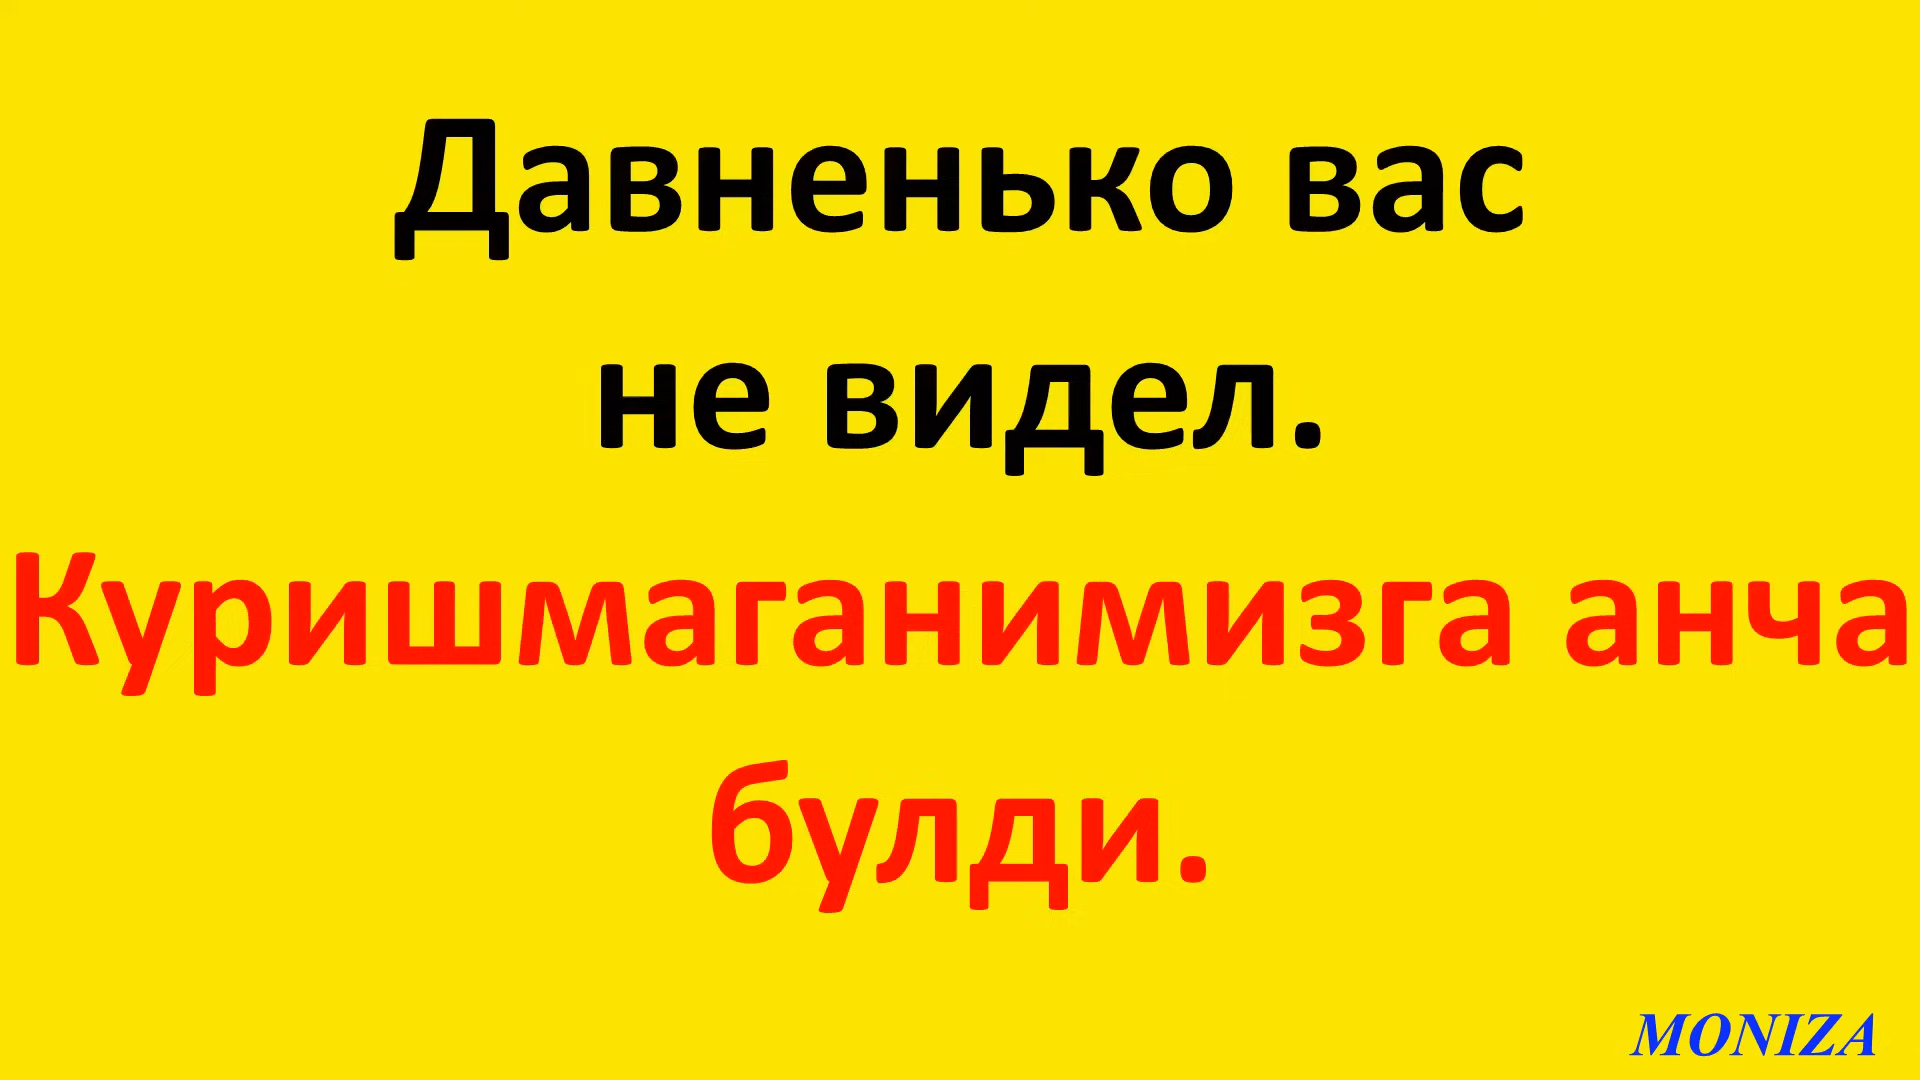 Давненько вас
не видел.
Куришмаганимизга анча
булди.
MONIZA